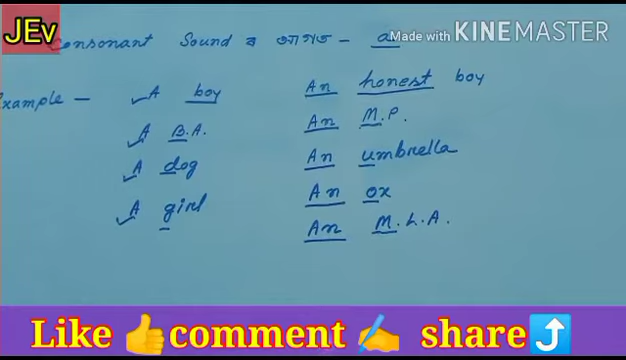 JEv
Made with KINEMASTER
consonant Sound ৰ আগত - a
Example -
A boy
An honest boy
A B.A.
An M.P.
A dog
An umbrella
A girl
An ox
An M.L.A.
Like 👍comment ✍️ share⤴️